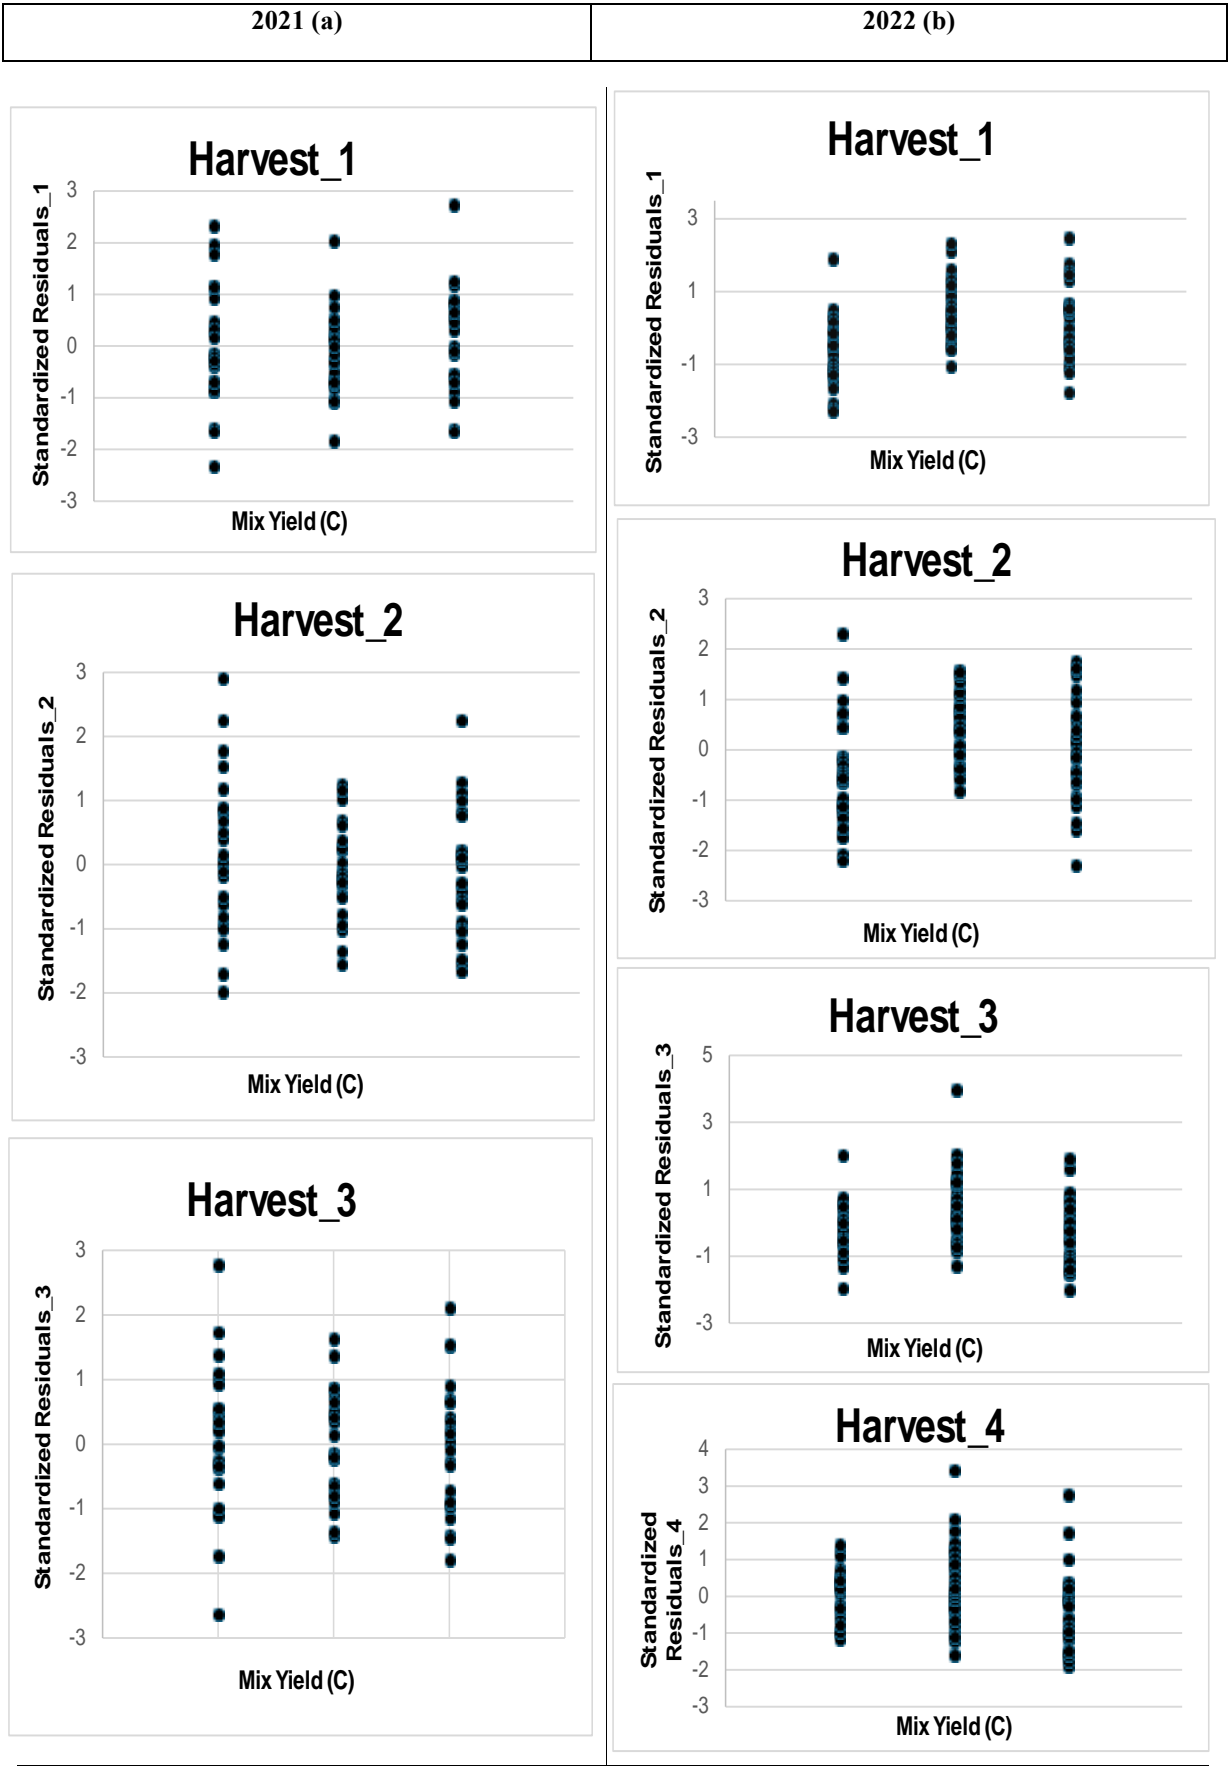 2021 (a)
2022 (b)
Harvest_1
Standardized Residuals_1
3
2
1
0
-1
-2
-3
Mix Yield (C)
Harvest_2
Standardized Residuals_2
3
2
1
0
-1
-2
-3
Mix Yield (C)
Harvest_3
Standardized Residuals_3
3
2
1
0
-1
-2
-3
Mix Yield (C)
Harvest_1
Standardized Residuals_1
3
1
-1
-3
Mix Yield (C)
Harvest_2
Standardized Residuals_2
3
2
1
0
-1
-2
-3
Mix Yield (C)
Harvest_3
Standardized Residuals_3
5
3
1
-1
-3
Mix Yield (C)
Harvest_4
Standardized
Residuals_4
4
3
2
1
0
-1
-2
-3
Mix Yield (C)